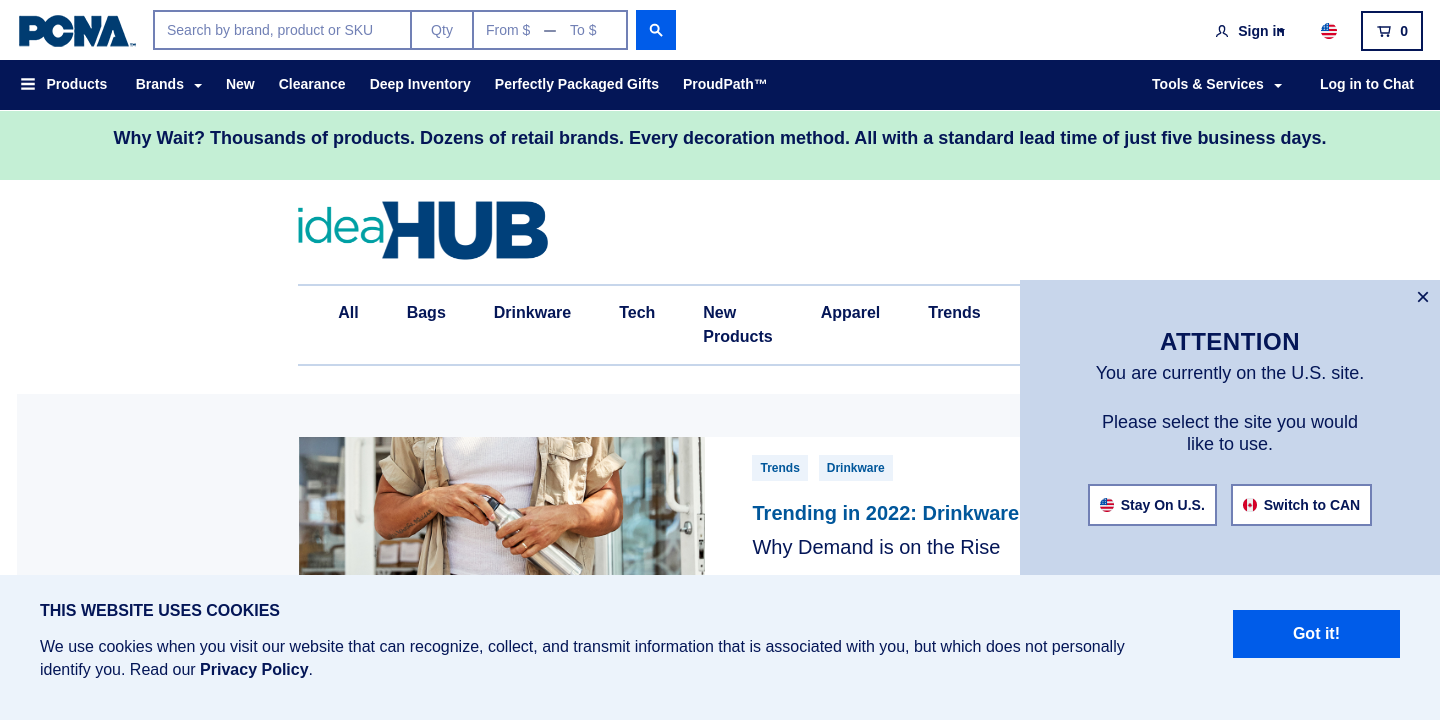 PCNA™
Search by brand, product or SKU
Qty
From $ — To $
Sign in
0
Products
Brands
New
Clearance
Deep Inventory
Perfectly Packaged Gifts
ProudPath™
Tools & Services
Log in to Chat
Why Wait? Thousands of products. Dozens of retail brands. Every decoration method. All with a standard lead time of just five business days.
ideaHUB
All
Bags
Drinkware
Tech
New
Products
Apparel
Trends
×
ATTENTION
You are currently on the U.S. site.
Please select the site you would
like to use.
Stay On U.S.
Switch to CAN
Trends
Drinkware
Trending in 2022: Drinkware
Why Demand is on the Rise
THIS WEBSITE USES COOKIES
We use cookies when you visit our website that can recognize, collect, and transmit information that is associated with you, but which does not personally
identify you. Read our Privacy Policy.
Got it!